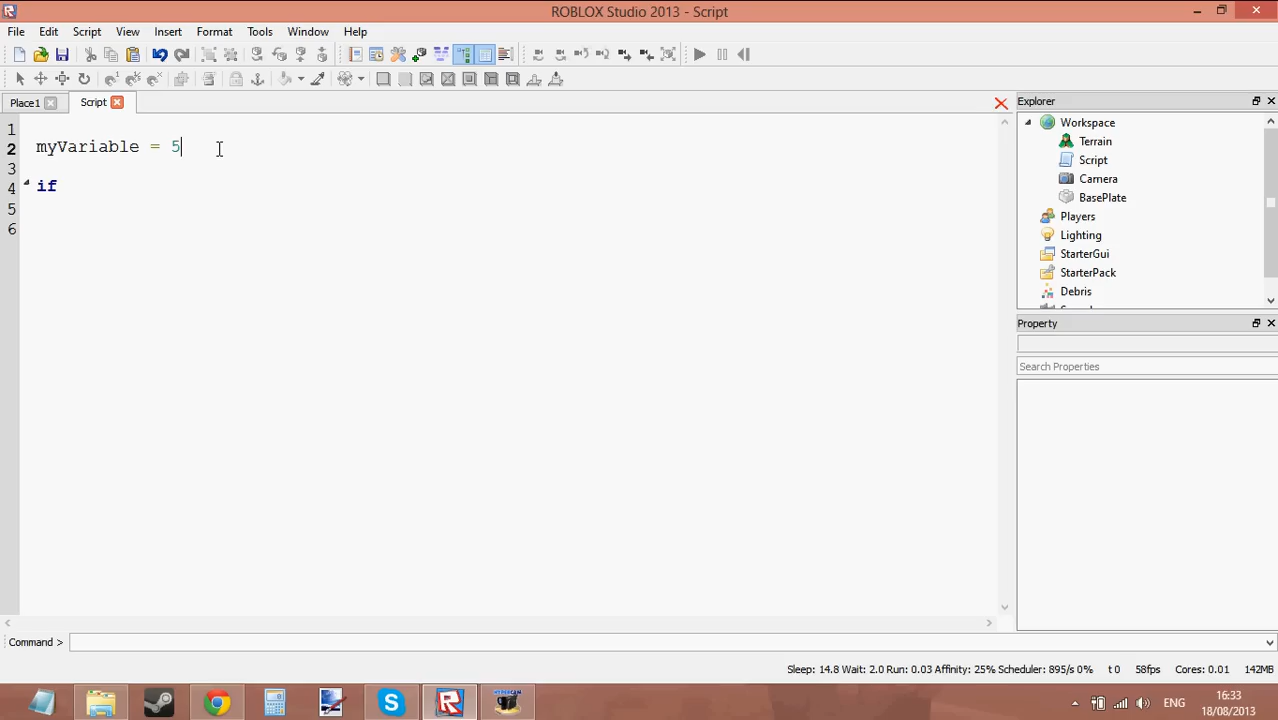 ROBLOX Studio 2013 - Script
File Edit Script View Insert Format Tools Window Help
Place1 Script
1
2 myVariable = 5
3
4 if
5
6
Explorer
Workspace
Terrain
Script
Camera
BasePlate
Players
Lighting
StarterGui
StarterPack
Debris
Property
Search Properties
Command >
Sleep: 14.8 Wait: 2.0 Run: 0.03 Affinity: 25% Scheduler: 895/s 0% t 0 58fps Cores: 0.01 142MB
ENG
16:33
18/08/2013